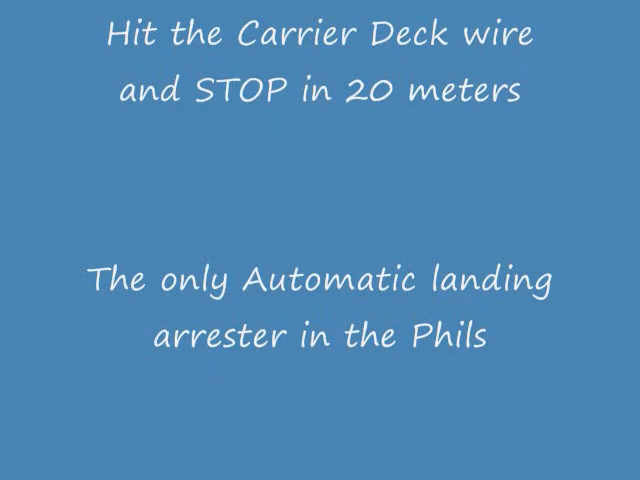 Hit the Carrier Deck wire
and STOP in 20 meters
The only Automatic landing
arrester in the Phils